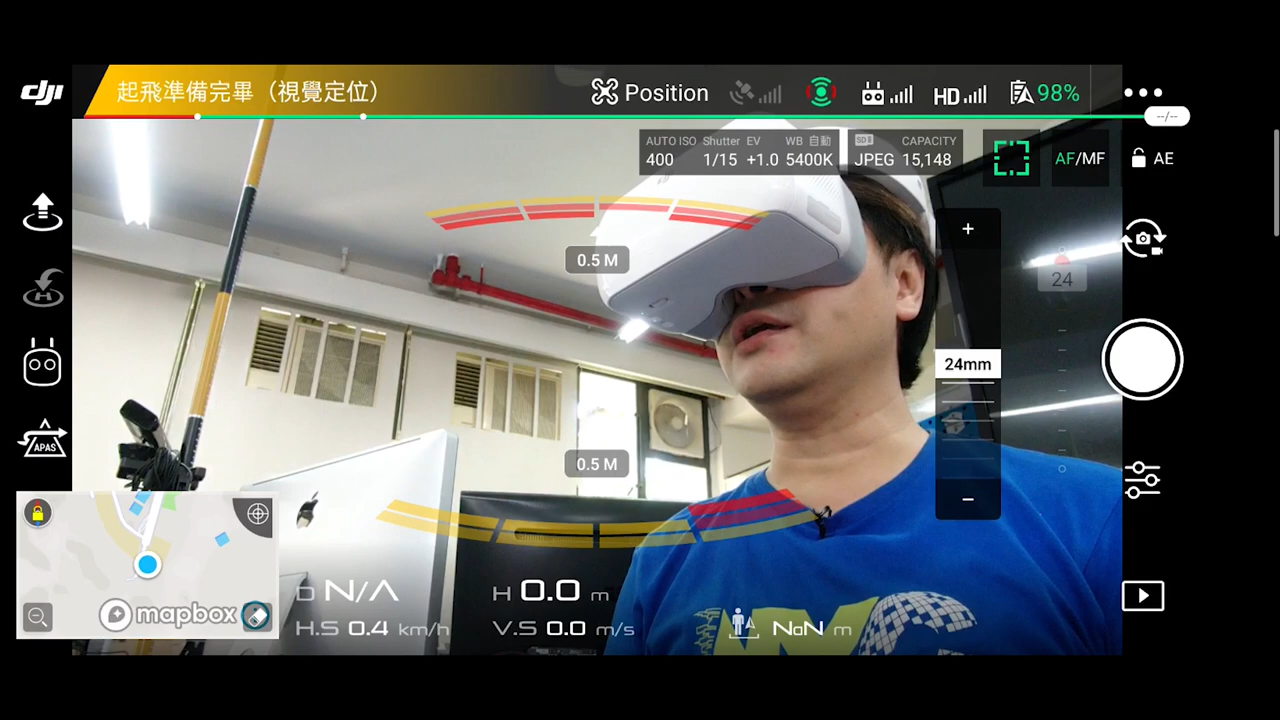 dji
起飛準備完畢（視覺定位）
Position
HD
98%
--/--
AUTO ISO Shutter EV WB 自動
400 1/15 +1.0 5400K
CAPACITY
JPEG 15,148
AF/MF
AE
0.5 M
+
24
24mm
0.5 M
−
APAS
mapbox
D N/A
H 0.0 m
H.S 0.4 km/h
V.S 0.0 m/s
NaN m